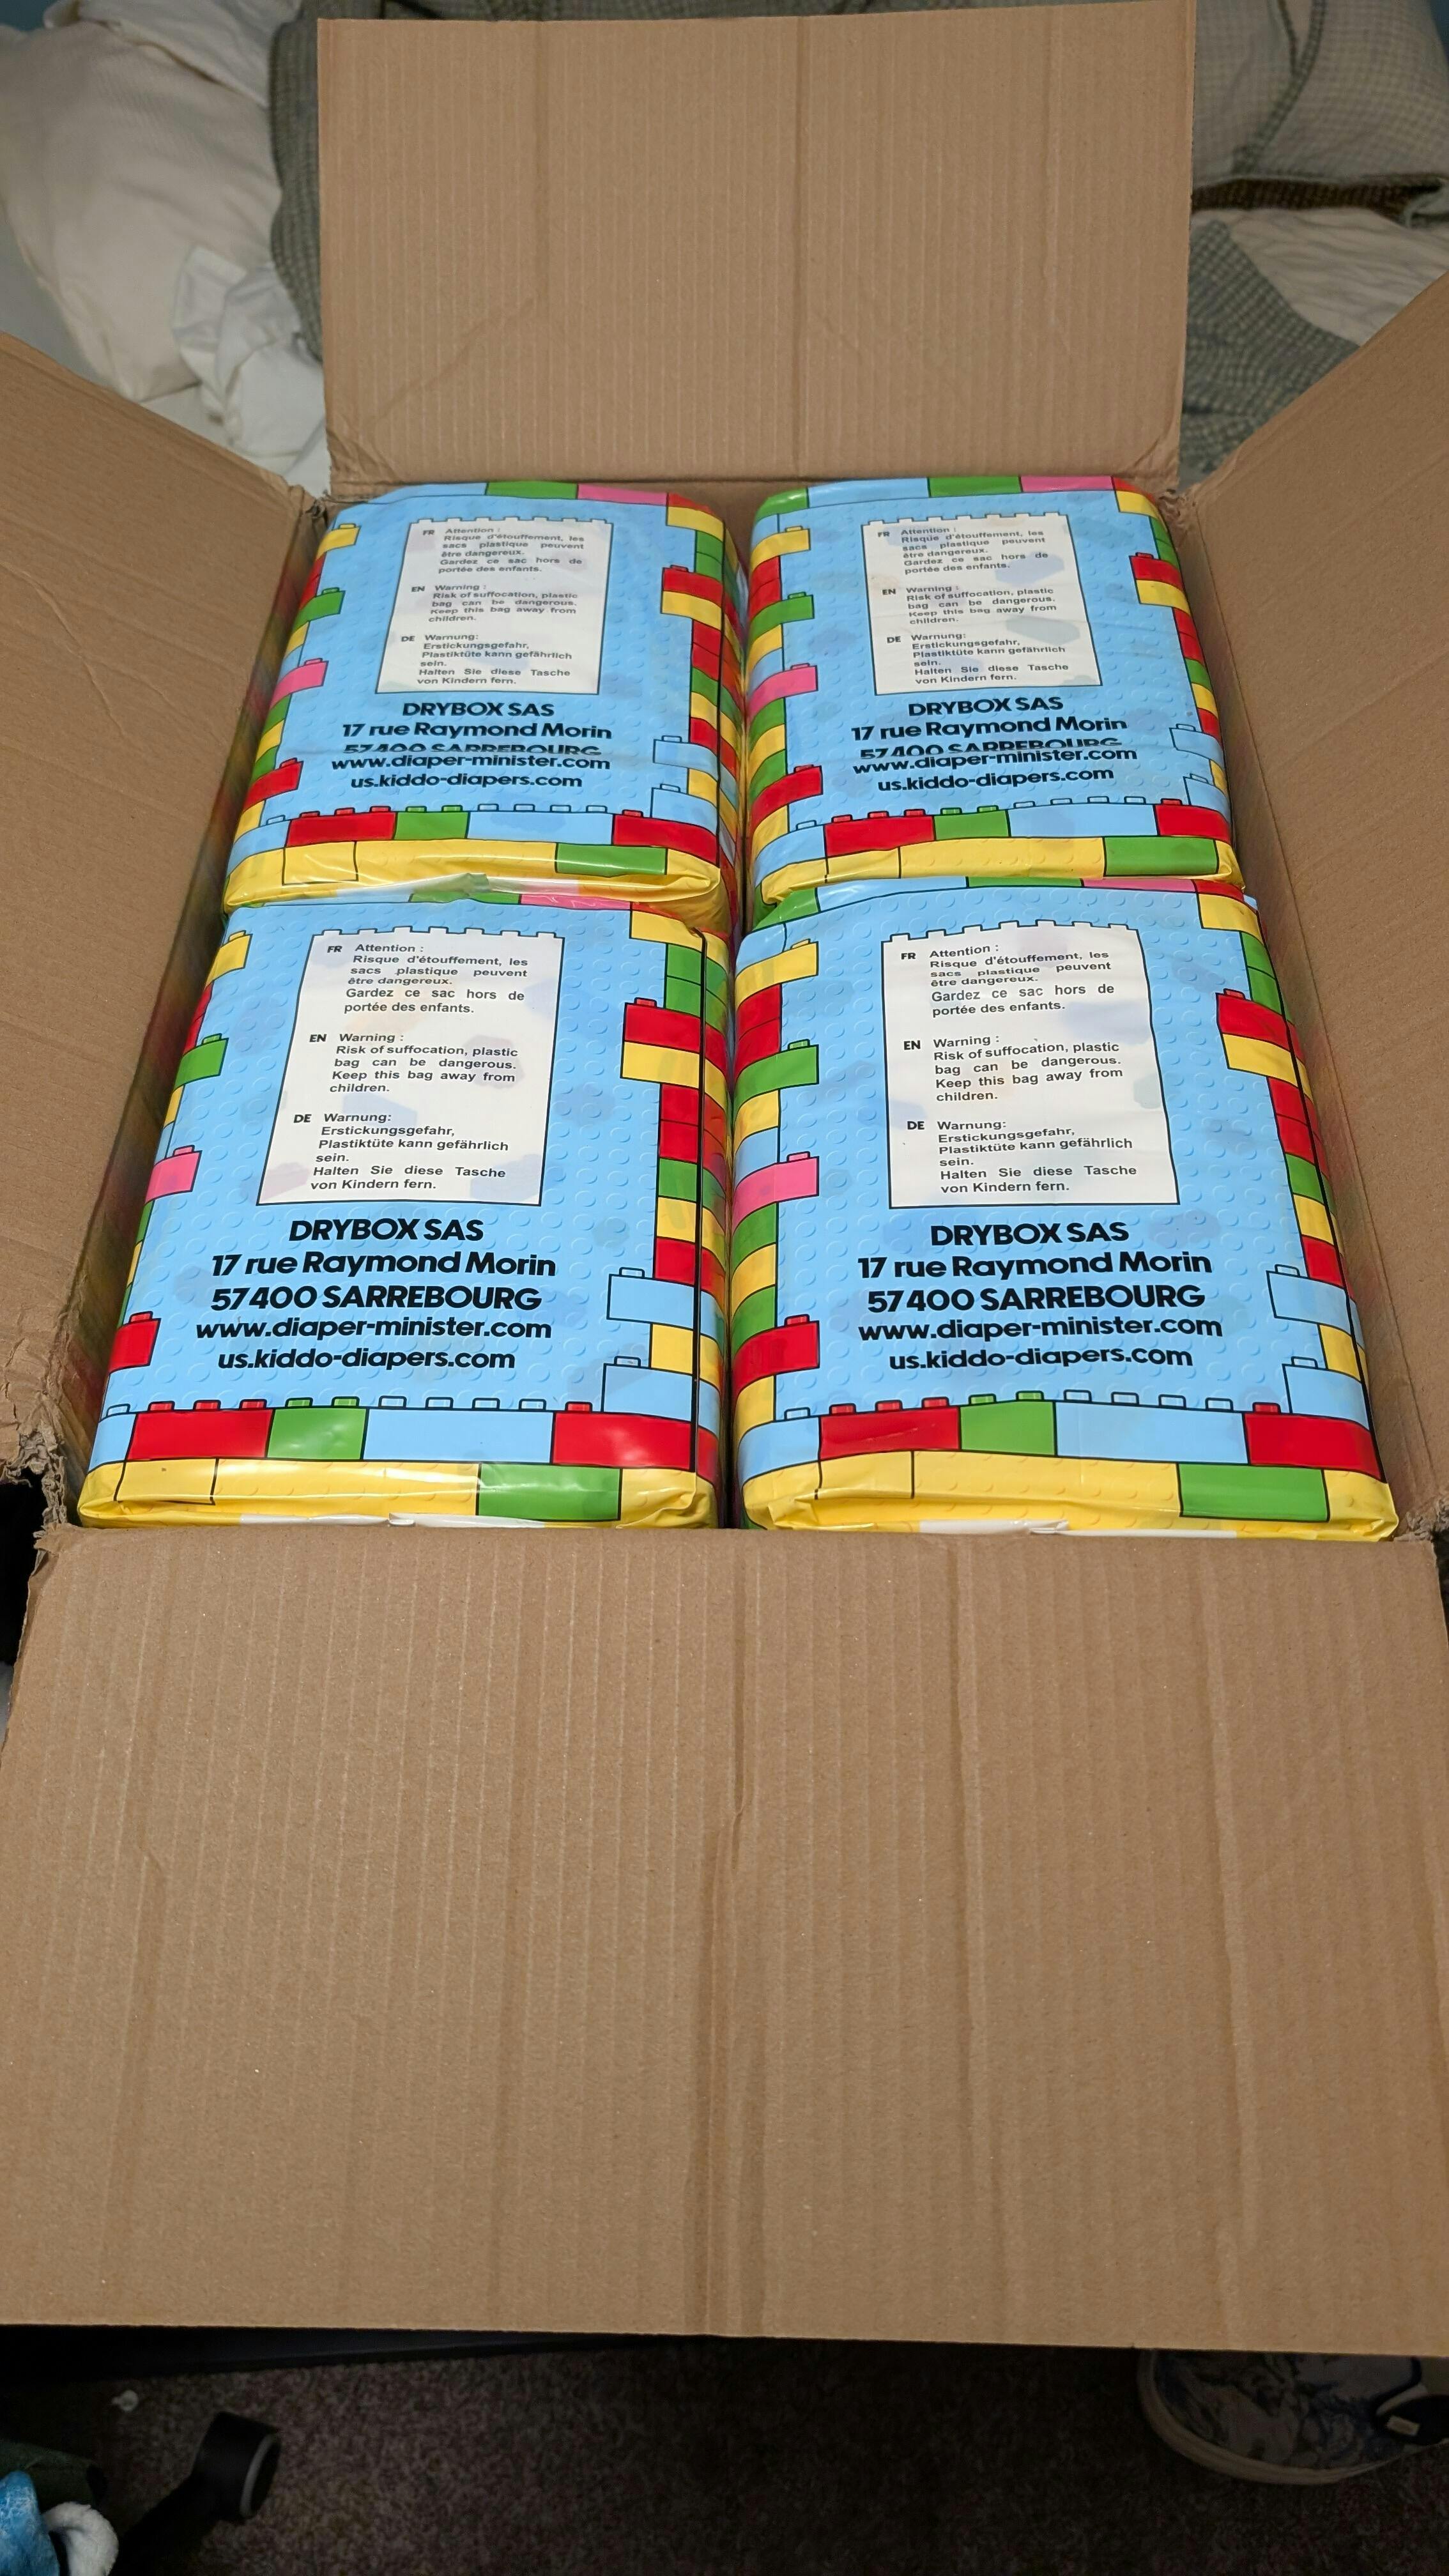 FR Attention :
Risque d'étouffement, les
sacs plastique peuvent
être dangereux.
Gardez ce sac hors de
portée des enfants.
EN Warning :
Risk of suffocation, plastic
bag can be dangerous.
Keep this bag away from
children.
DE Warnung:
Erstickungsgefahr,
Plastiktüte kann gefährlich
sein.
Halten Sie diese Tasche
von Kindern fern.
DRYBOX SAS
17 rue Raymond Morin
57400 SARREBOURG
www.diaper-minister.com
us.kiddo-diapers.com
FR Attention :
Risque d'étouffement, les
sacs plastique peuvent
être dangereux.
Gardez ce sac hors de
portée des enfants.
EN Warning :
Risk of suffocation, plastic
bag can be dangerous.
Keep this bag away from
children.
DE Warnung:
Erstickungsgefahr,
Plastiktüte kann gefährlich
sein.
Halten Sie diese Tasche
von Kindern fern.
DRYBOX SAS
17 rue Raymond Morin
57400 SARREBOURG
www.diaper-minister.com
us.kiddo-diapers.com
FR Attention :
Risque d'étouffement, les
sacs plastique peuvent
être dangereux.
Gardez ce sac hors de
portée des enfants.
EN Warning :
Risk of suffocation, plastic
bag can be dangerous.
Keep this bag away from
children.
DE Warnung:
Erstickungsgefahr,
Plastiktüte kann gefährlich
sein.
Halten Sie diese Tasche
von Kindern fern.
DRYBOX SAS
17 rue Raymond Morin
57400 SARREBOURG
www.diaper-minister.com
us.kiddo-diapers.com
FR Attention :
Risque d'étouffement, les
sacs plastique peuvent
être dangereux.
Gardez ce sac hors de
portée des enfants.
EN Warning :
Risk of suffocation, plastic
bag can be dangerous.
Keep this bag away from
children.
DE Warnung:
Erstickungsgefahr,
Plastiktüte kann gefährlich
sein.
Halten Sie diese Tasche
von Kindern fern.
DRYBOX SAS
17 rue Raymond Morin
57400 SARREBOURG
www.diaper-minister.com
us.kiddo-diapers.com